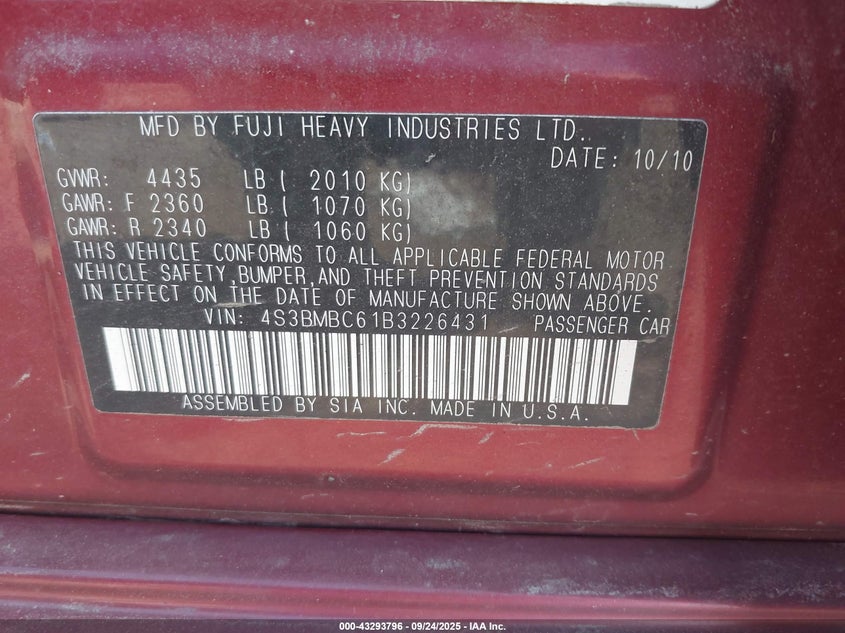 MFD BY FUJI HEAVY INDUSTRIES LTD.
DATE: 10/10
GVWR: 4435 LB ( 2010 KG)
GAWR: F 2360 LB ( 1070 KG)
GAWR: R 2340 LB ( 1060 KG)
THIS VEHICLE CONFORMS TO ALL APPLICABLE FEDERAL MOTOR
VEHICLE SAFETY,BUMPER,AND THEFT PREVENTION STANDARDS
IN EFFECT ON THE DATE OF MANUFACTURE SHOWN ABOVE.
VIN: 4S3BMBC61B3226431 PASSENGER CAR
ASSEMBLED BY SIA INC. MADE IN U.S.A.
000-43293796 - 09/24/2025 - IAA Inc.